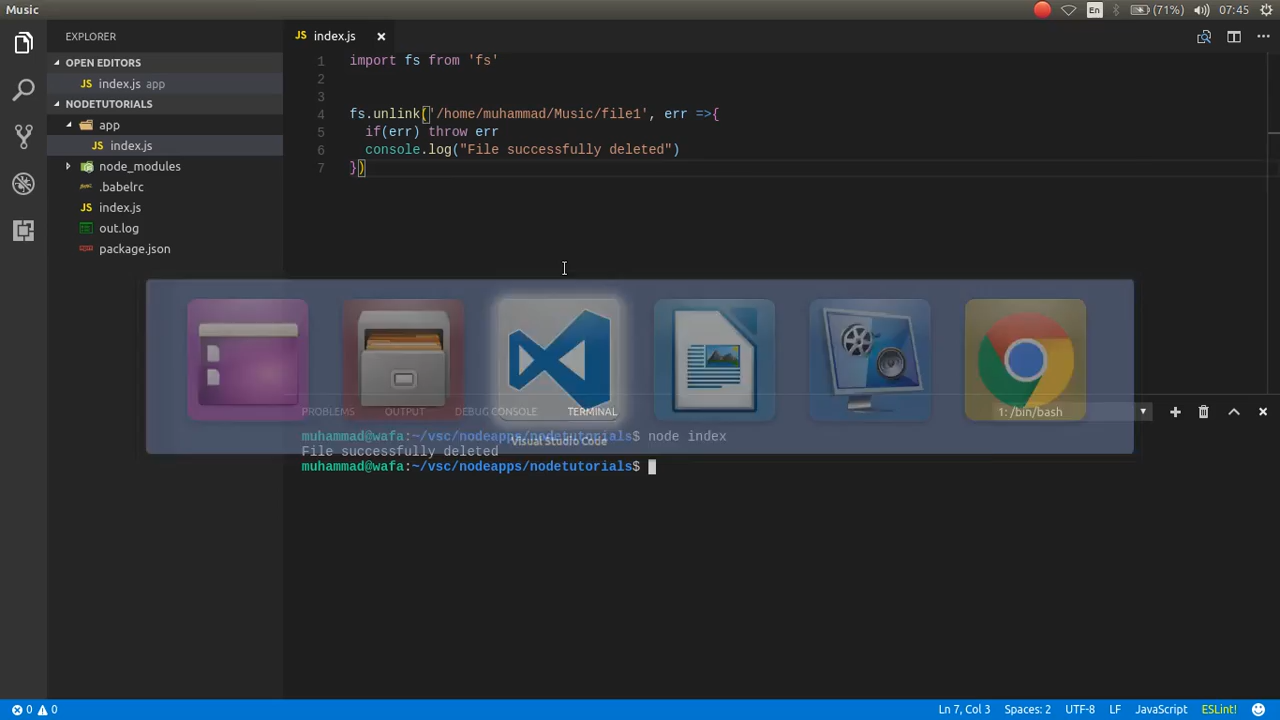 Music
En
(71%)
07:45
EXPLORER
OPEN EDITORS
JS index.js app
NODETUTORIALS
app
JS index.js
node_modules
.babelrc
JS index.js
out.log
package.json
JS index.js
1 import fs from 'fs'
2
3
4 fs.unlink('/home/muhammad/Music/file1', err =>{
5 if(err) throw err
6 console.log("File successfully deleted")
7 })
PROBLEMS OUTPUT DEBUG CONSOLE TERMINAL
1: /bin/bash
muhammad@wafa:~/vsc/nodeapps/nodetutorials$ node index
Visual Studio Code
File successfully deleted
muhammad@wafa:~/vsc/nodeapps/nodetutorials$
0 0
Ln 7, Col 3 Spaces: 2 UTF-8 LF JavaScript ESLint!